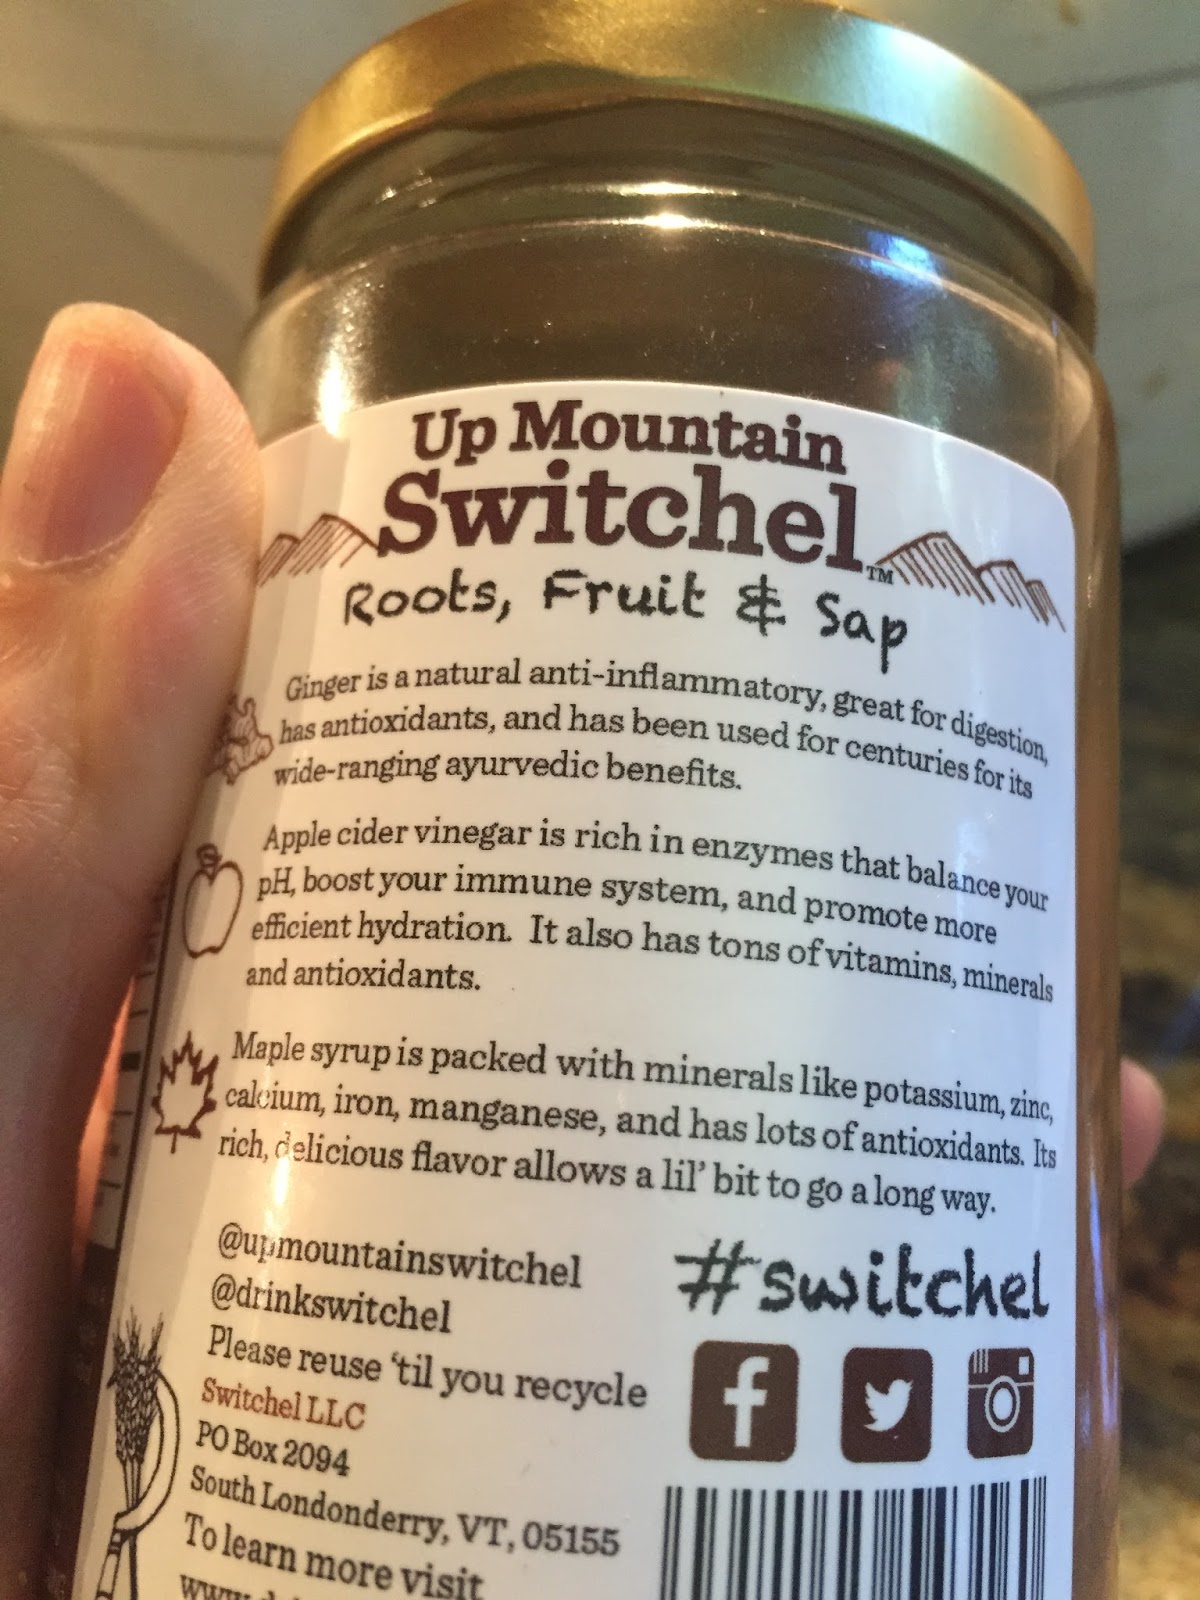 Up Mountain
Switchel™
Roots, Fruit & Sap
Ginger is a natural anti-inflammatory, great for digestion,
has antioxidants, and has been used for centuries for its
wide-ranging ayurvedic benefits.
Apple cider vinegar is rich in enzymes that balance your
pH, boost your immune system, and promote more
efficient hydration. It also has tons of vitamins, minerals
and antioxidants.
Maple syrup is packed with minerals like potassium, zinc,
calcium, iron, manganese, and has lots of antioxidants. Its
rich, delicious flavor allows a lil' bit to go a long way.
@upmountainswitchel
@drinkswitchel
#switchel
Please reuse 'til you recycle
Switchel LLC
PO Box 2094
South Londonderry, VT, 05155
To learn more visit